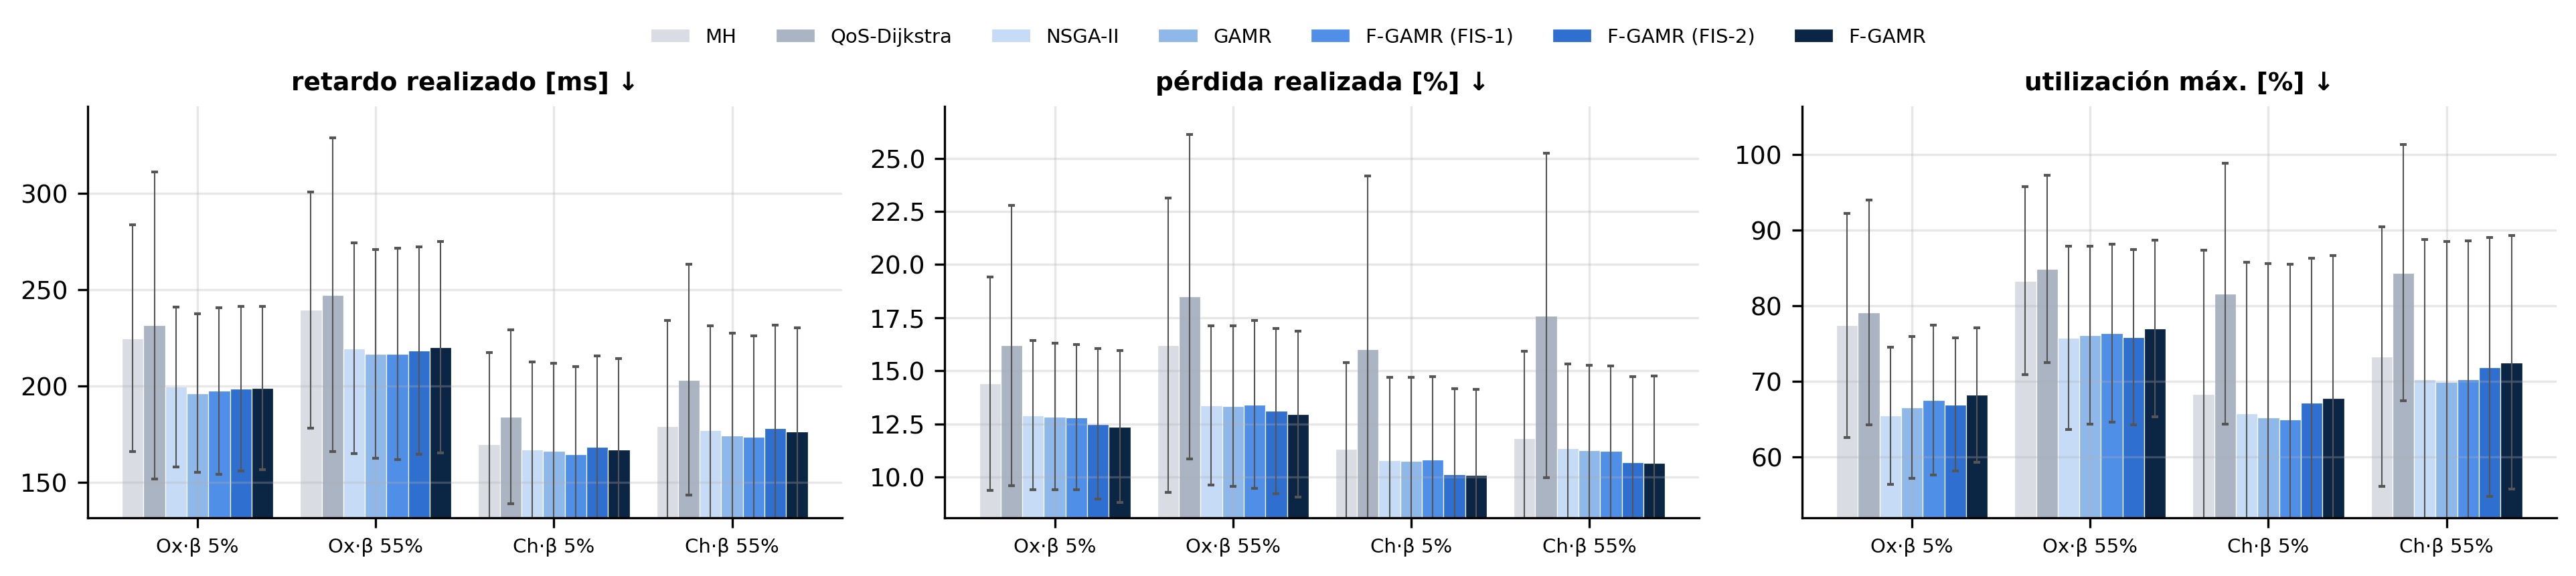 MH QoS-Dijkstra NSGA-II GAMR F-GAMR (FIS-1) F-GAMR (FIS-2) F-GAMR
retardo realizado [ms] ↓
300
250
200
150
Ox·β 5% Ox·β 55% Ch·β 5% Ch·β 55%
pérdida realizada [%] ↓
25.0
22.5
20.0
17.5
15.0
12.5
10.0
Ox·β 5% Ox·β 55% Ch·β 5% Ch·β 55%
utilización máx. [%] ↓
100
90
80
70
60
Ox·β 5% Ox·β 55% Ch·β 5% Ch·β 55%